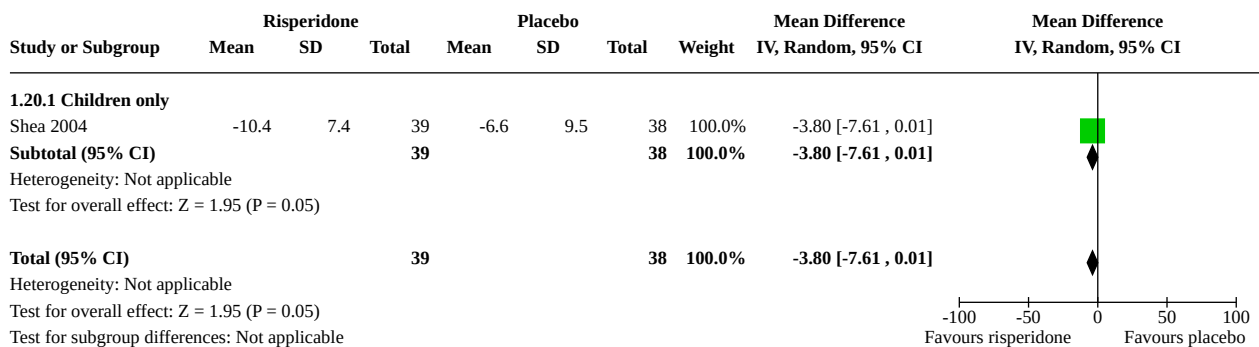 Risperidone Placebo Mean Difference Mean Difference
Study or Subgroup Mean SD Total Mean SD Total Weight IV, Random, 95% CI IV, Random, 95% CI
1.20.1 Children only
Shea 2004 -10.4 7.4 39 -6.6 9.5 38 100.0% -3.80 [-7.61 , 0.01]
Subtotal (95% CI) 39 38 100.0% -3.80 [-7.61 , 0.01]
Heterogeneity: Not applicable
Test for overall effect: Z = 1.95 (P = 0.05)
Total (95% CI) 39 38 100.0% -3.80 [-7.61 , 0.01]
Heterogeneity: Not applicable
Test for overall effect: Z = 1.95 (P = 0.05)
-100 -50 0 50 100
Test for subgroup differences: Not applicable Favours risperidone Favours placebo